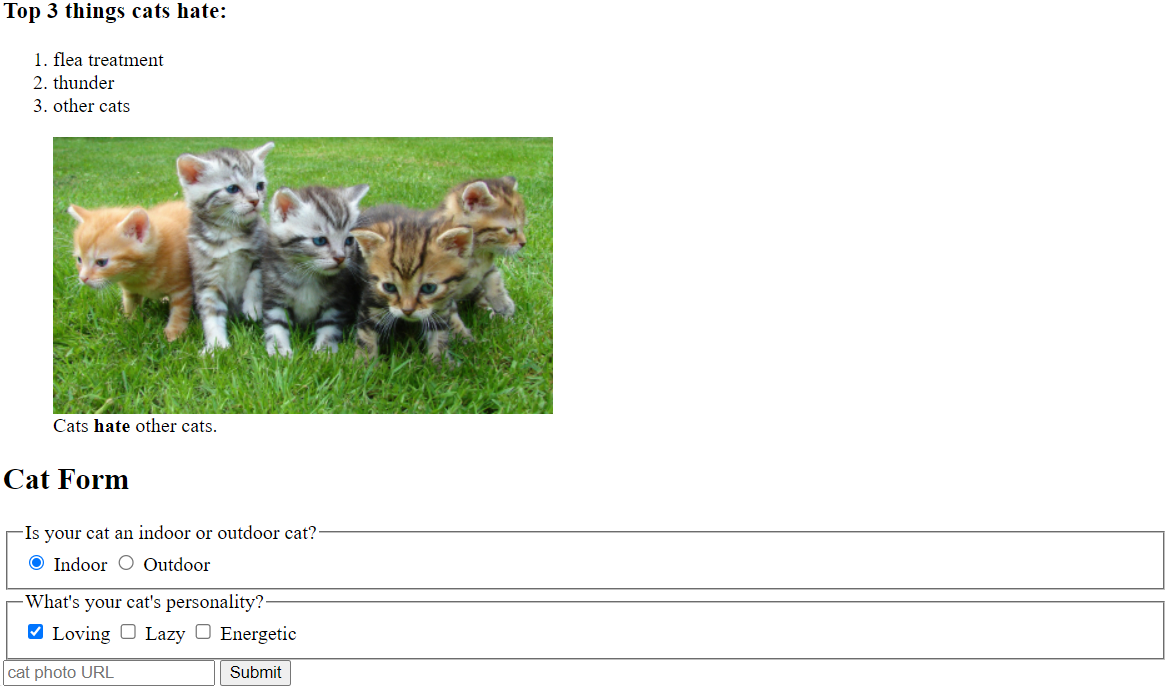 Top 3 things cats hate:
1. flea treatment
2. thunder
3. other cats
Cats hate other cats.
Cat Form
Is your cat an indoor or outdoor cat?
Indoor Outdoor
What's your cat's personality?
Loving Lazy Energetic
cat photo URL Submit